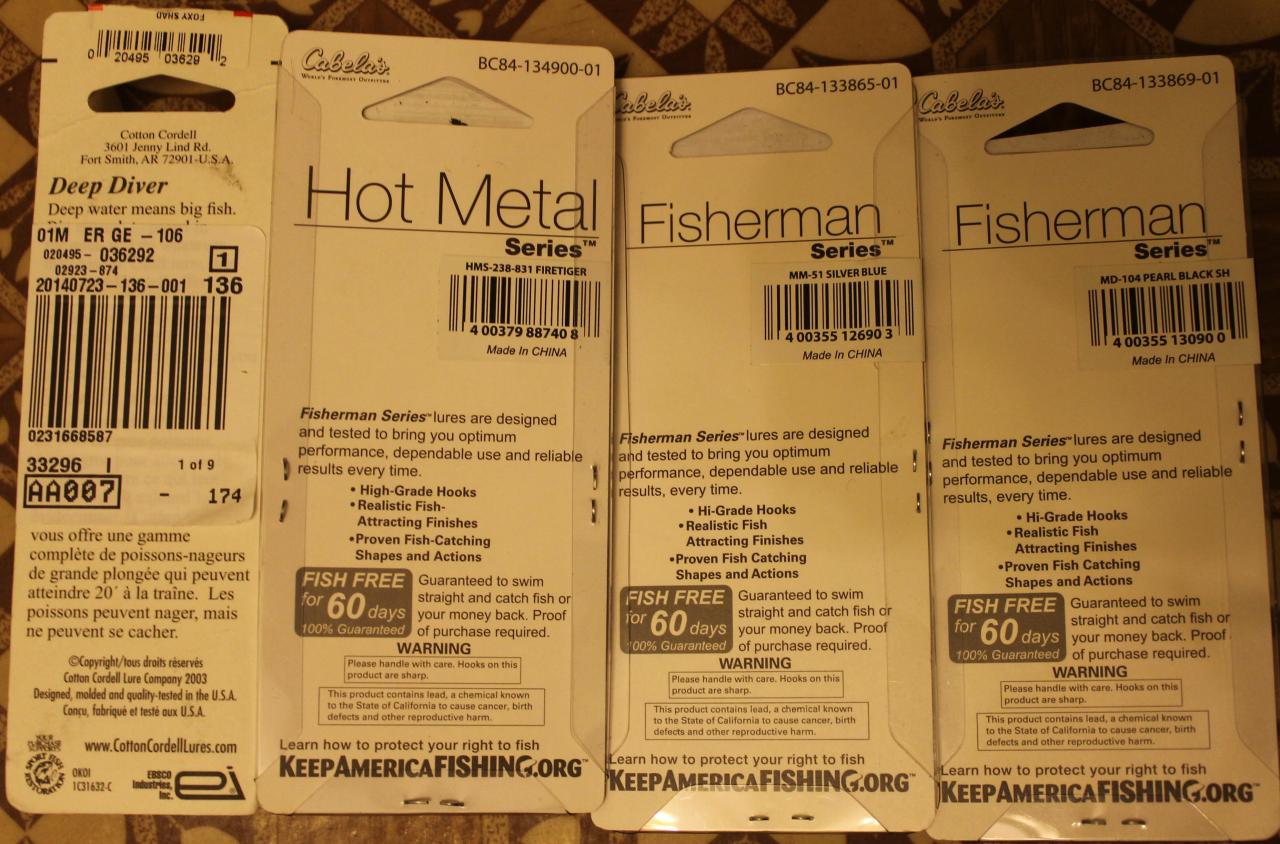 FOXY SHAD
0 20495 03629 2
Cotton Cordell
3601 Jenny Lind Rd.
Fort Smith, AR 72901-U.S.A.
Deep Diver
Deep water means big fish.
01M ER GE -106
020495- 036292
1
02923-874
20140723-136-001 136
0231668587
33296 I 1 of 9
AA007 - 174
vous offre une gamme
complète de poissons-nageurs
de grande plongée qui peuvent
atteindre 20' à la traîne. Les
poissons peuvent nager, mais
ne peuvent se cacher.
©Copyright/tous droits réservés
Cotton Cordell Lure Company 2003
Designed, molded and quality-tested in the U.S.A.
Conçu, fabriqué et testé aux U.S.A.
www.CottonCordellLures.com
YOUR PURCHASE SUPPORTS
SPORT FISH RESTORATION
OKOI
1C31632-C
EBSCO
Industries,
Inc.
ei
Cabela's
World's Foremost Outfitter
BC84-134900-01
Hot Metal
Series™
HMS-238-831 FIRETIGER
4 00379 88740 8
Made In CHINA
Fisherman Series™ lures are designed
and tested to bring you optimum
performance, dependable use and reliable
results every time.
• High-Grade Hooks
• Realistic Fish-
Attracting Finishes
• Proven Fish-Catching
Shapes and Actions
FISH FREE
for 60 days
100% Guaranteed
Guaranteed to swim
straight and catch fish or
your money back. Proof
of purchase required.
WARNING
Please handle with care. Hooks on this
product are sharp.
This product contains lead, a chemical known
to the State of California to cause cancer, birth
defects and other reproductive harm.
Learn how to protect your right to fish
KEEPAMERICAFISHING.ORG™
Cabela's
World's Foremost Outfitter
BC84-133865-01
Fisherman
Series™
MM-51 SILVER BLUE
4 00355 12690 3
Made In CHINA
Fisherman Series™ lures are designed
and tested to bring you optimum
performance, dependable use and reliable
results, every time.
• Hi-Grade Hooks
• Realistic Fish
Attracting Finishes
• Proven Fish Catching
Shapes and Actions
FISH FREE
for 60 days
100% Guaranteed
Guaranteed to swim
straight and catch fish or
your money back. Proof
of purchase required.
WARNING
Please handle with care. Hooks on this
product are sharp.
This product contains lead, a chemical known
to the State of California to cause cancer, birth
defects and other reproductive harm.
Learn how to protect your right to fish
KEEPAMERICAFISHING.ORG™
Cabela's
World's Foremost Outfitter
BC84-133869-01
Fisherman
Series™
MD-104 PEARL BLACK SH
4 00355 13090 0
Made In CHINA
Fisherman Series™ lures are designed
and tested to bring you optimum
performance, dependable use and reliable
results, every time.
• Hi-Grade Hooks
• Realistic Fish
Attracting Finishes
• Proven Fish Catching
Shapes and Actions
FISH FREE
for 60 days
100% Guaranteed
Guaranteed to swim
straight and catch fish or
your money back. Proof
of purchase required.
WARNING
Please handle with care. Hooks on this
product are sharp.
This product contains lead, a chemical known
to the State of California to cause cancer, birth
defects and other reproductive harm.
Learn how to protect your right to fish
KEEPAMERICAFISHING.ORG™